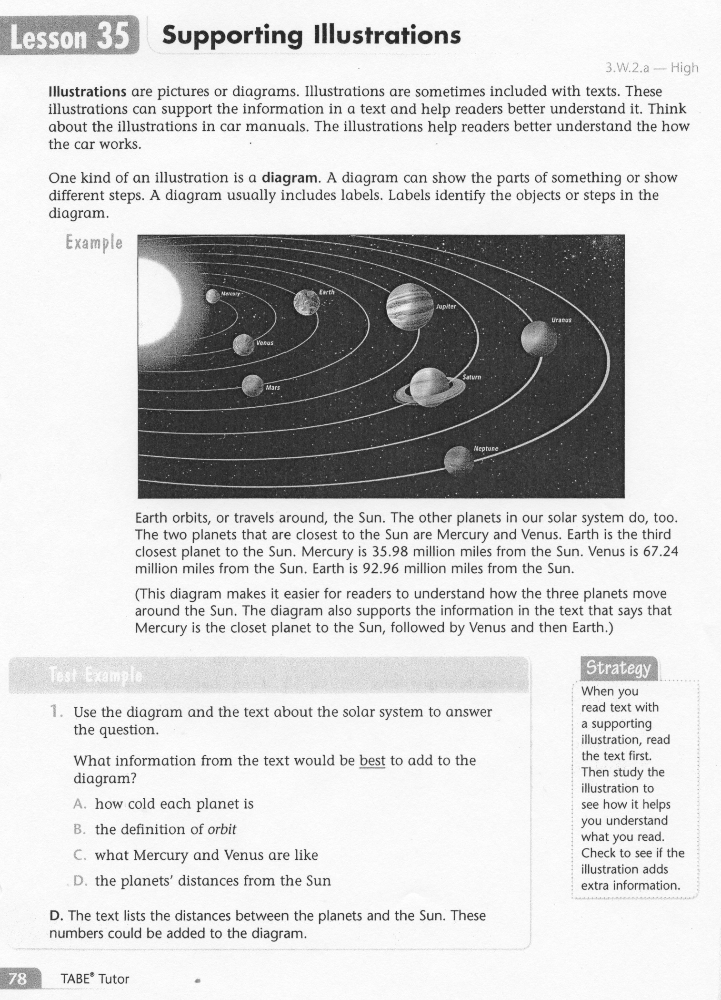 Lesson 35
Supporting Illustrations
3.W.2.a — High
Illustrations are pictures or diagrams. Illustrations are sometimes included with texts. These
illustrations can support the information in a text and help readers better understand it. Think
about the illustrations in car manuals. The illustrations help readers better understand the how
the car works.
One kind of an illustration is a diagram. A diagram can show the parts of something or show
different steps. A diagram usually includes labels. Labels identify the objects or steps in the
diagram.
Example
Mercury
Earth
Jupiter
Uranus
Venus
Saturn
Mars
Neptune
Earth orbits, or travels around, the Sun. The other planets in our solar system do, too.
The two planets that are closest to the Sun are Mercury and Venus. Earth is the third
closest planet to the Sun. Mercury is 35.98 million miles from the Sun. Venus is 67.24
million miles from the Sun. Earth is 92.96 million miles from the Sun.
(This diagram makes it easier for readers to understand how the three planets move
around the Sun. The diagram also supports the information in the text that says that
Mercury is the closet planet to the Sun, followed by Venus and then Earth.)
Test Example
1. Use the diagram and the text about the solar system to answer
the question.
What information from the text would be best to add to the
diagram?
A. how cold each planet is
B. the definition of orbit
C. what Mercury and Venus are like
D. the planets' distances from the Sun
D. The text lists the distances between the planets and the Sun. These
numbers could be added to the diagram.
Strategy
When you
read text with
a supporting
illustration, read
the text first.
Then study the
illustration to
see how it helps
you understand
what you read.
Check to see if the
illustration adds
extra information.
78
TABE® Tutor